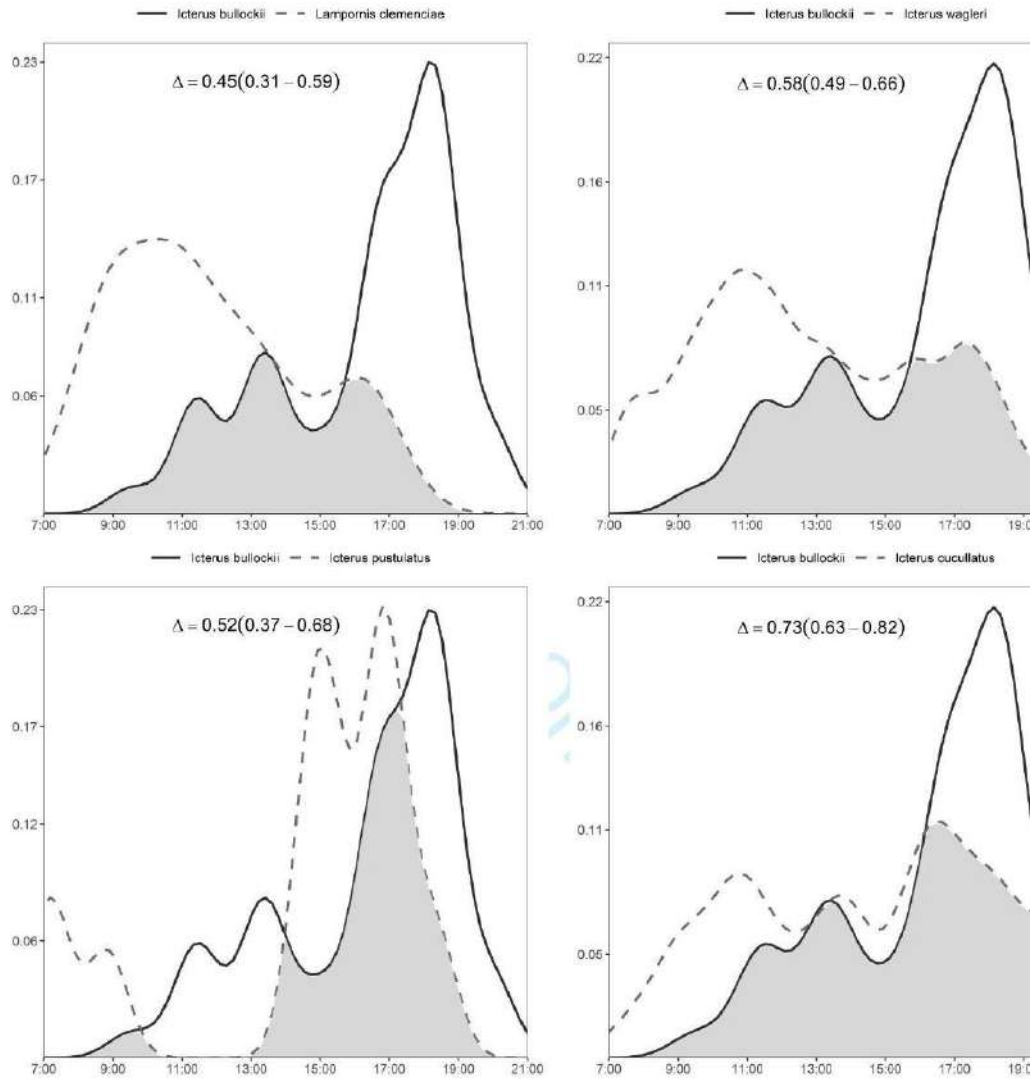 Icterus bullockii Lampornis clemenciae
Δ = 0.45(0.31 − 0.59)
0.23
0.17
0.11
0.06
7:00 9:00 11:00 13:00 15:00 17:00 19:00 21:00
Icterus bullockii Icterus wagleri
Δ = 0.58(0.49 − 0.66)
0.22
0.16
0.11
0.05
7:00 9:00 11:00 13:00 15:00 17:00
Icterus bullockii Icterus pustulatus
Δ = 0.52(0.37 − 0.68)
0.23
0.17
0.12
0.06
7:00 9:00 11:00 13:00 15:00 17:00 19:00 21:00
Icterus bullockii Icterus cucullatus
Δ = 0.73(0.63 − 0.82)
0.22
0.16
0.11
0.05
7:00 9:00 11:00 13:00 15:00 17:00